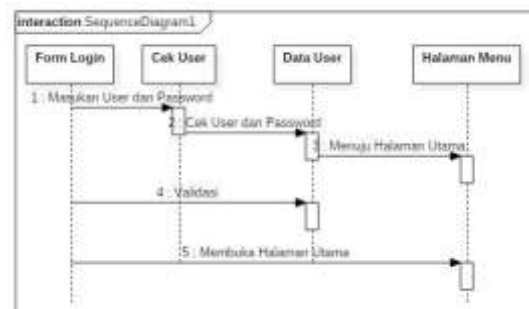 interaction SequenceDiagram1
Form Login
Cek User
Data User
Halaman Menu
1 : Masukan User dan Password
2 : Cek User dan Password
3 : Menuju Halaman Utama
4 : Validasi
5 : Membuka Halaman Utama